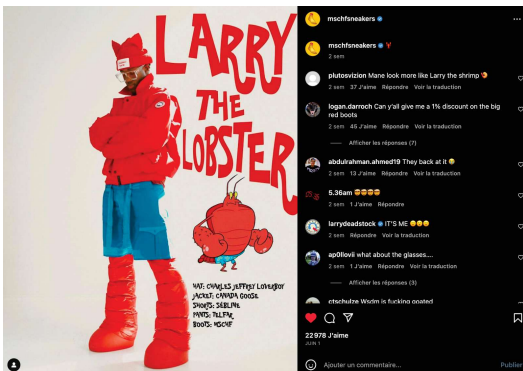 LARRY
THE
LOBSTER
HAT: CHARLES JEFFREY LOVERBOY
JACKET: CANADA GOOSE
SHORTS: SEBLINE
PANTS: TELFAR
BOOTS: MSCHF
mschfsneakers
mschfsneakers
2 sem
plutosvizion Mane look more like Larry the shrimp
2 sem 37 J'aime Répondre Voir la traduction
logan.darroch Can y'all give me a 1% discount on the big
red boots
2 sem 45 J'aime Répondre Voir la traduction
Afficher les réponses (7)
abdulrahman.ahmed19 They back at it 😂
2 sem 13 J'aime Répondre Voir la traduction
5.36am 😎😎😎😎
2 sem 1 J'aime Répondre
larrydeadstock IT'S ME
2 sem Répondre Voir la traduction
ap0llovii what about the glasses....
2 sem 1 J'aime Répondre Voir la traduction
Afficher les réponses (3)
ctschulze Wsdm is fucking goated
22 978 J'aime
JUIN 1
Ajouter un commentaire...
Publier